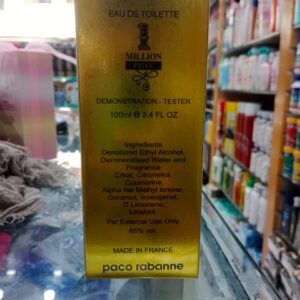 EAU DE TOILETTE
1
MILLION
DEMONSTRATION - TESTER
100ml e 3.4 FL OZ
Ingredients
Denatured Ethyl Alcohol,
Demineralised Water and
Fragrance,
Citral, Citronellol,
Coumarine,
Alpha Iso Methyl Ionone,
Geraniol, Isoeugenol,
D Limonene,
Linalool.
For External Use Only
85% vol.
MADE IN FRANCE
paco rabanne